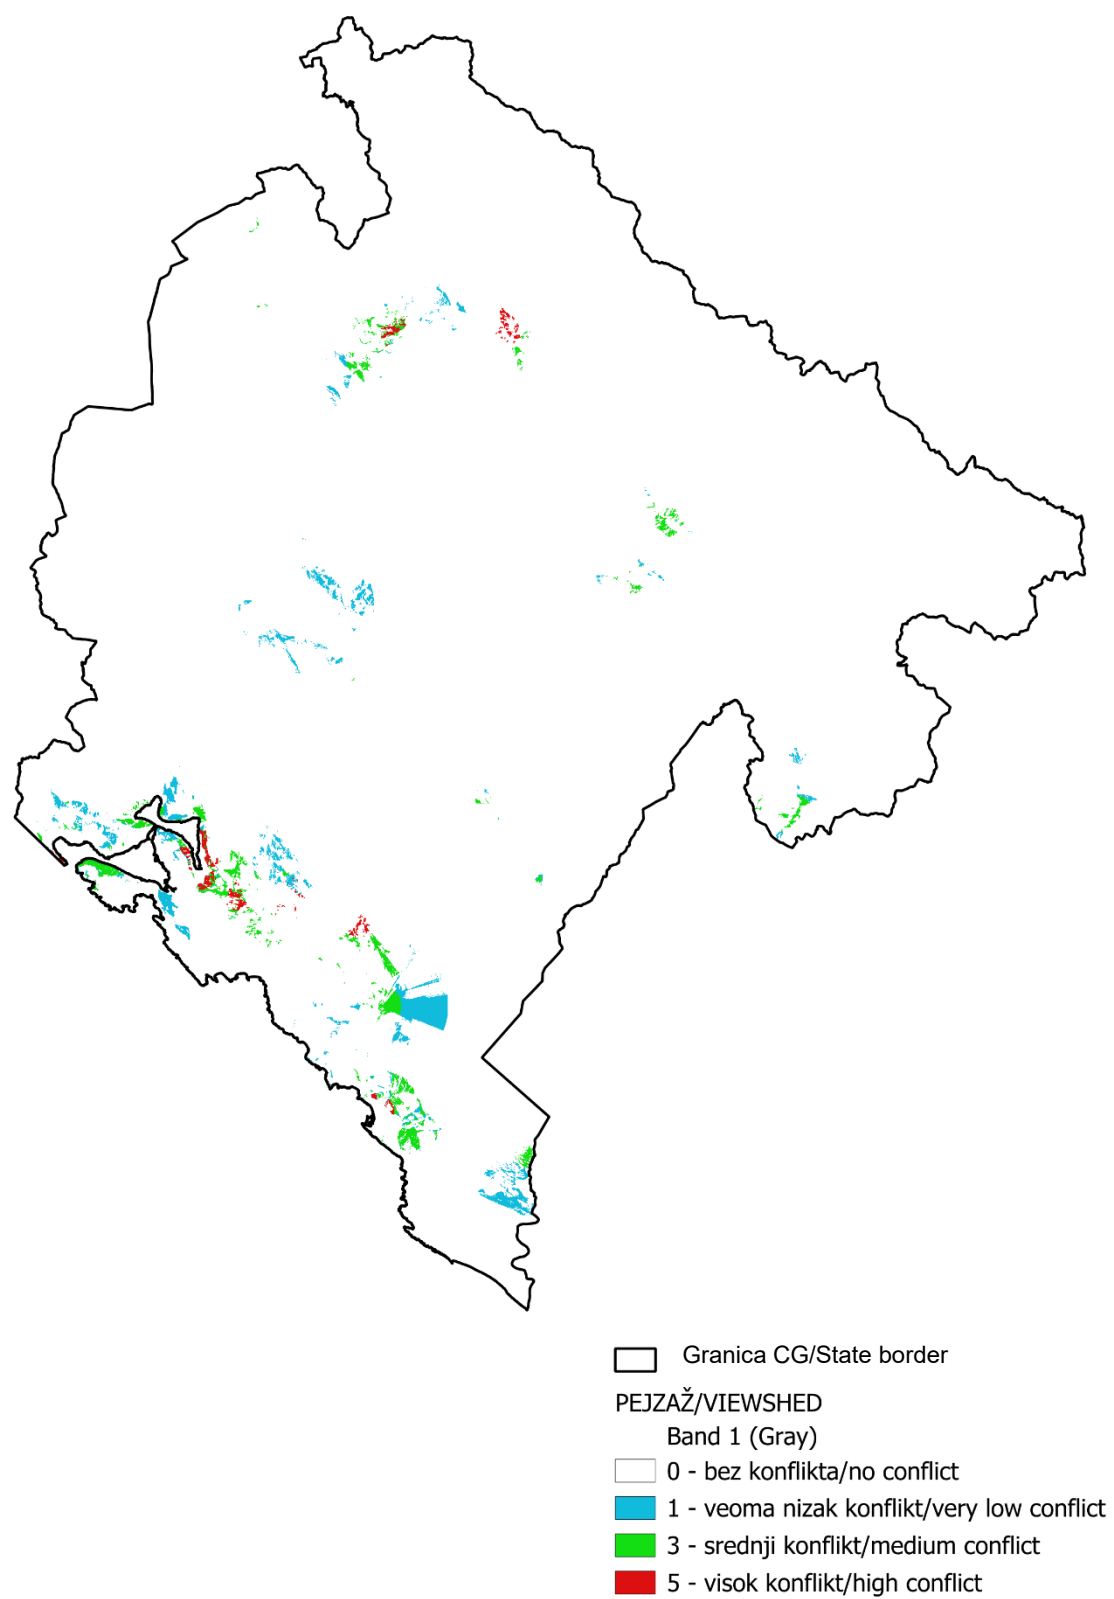 Granica CG/State border
PEJZAŽ/VIEWSHED
Band 1 (Gray)
0 - bez konflikta/no conflict
1 - veoma nizak konflikt/very low conflict
3 - srednji konflikt/medium conflict
5 - visok konflikt/high conflict